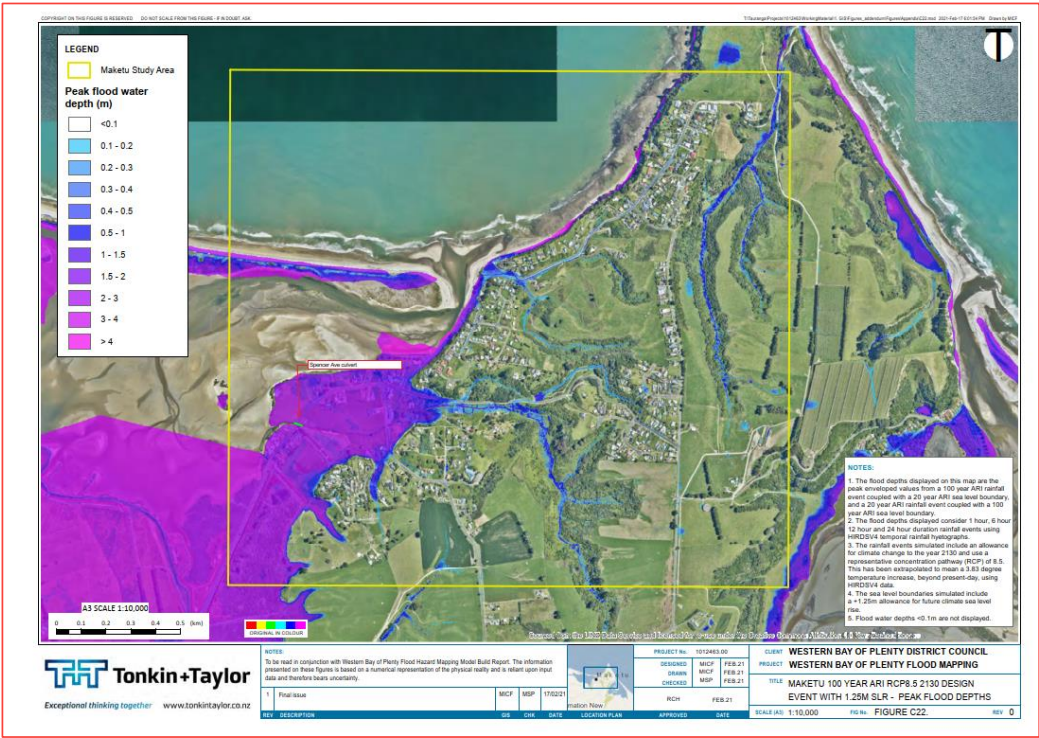 COPYRIGHT ON THIS FIGURE IS RESERVED DO NOT SCALE FROM THIS FIGURE - IF IN DOUBT, ASK.
2021-Feb-17 Drawn by MICF
LEGEND
Maketu Study Area
Peak flood water
depth (m)
<0.1
0.1 - 0.2
0.2 - 0.3
0.3 - 0.4
0.4 - 0.5
0.5 - 1
1 - 1.5
1.5 - 2
2 - 3
3 - 4
> 4
Spencer Ave culvert
NOTES:
1. The flood depths displayed on this map are the
peak enveloped values from a 100 year ARI rainfall
event coupled with a 20 year ARI sea level boundary,
and a 20 year ARI rainfall event coupled with a 100
year ARI sea level boundary.
2. The flood depths displayed consider 1 hour, 6 hour
12 hour and 24 hour duration rainfall events using
HIRDSV4 temporal rainfall hyetographs.
3. The rainfall events simulated include an allowance
for climate change to the year 2130 and use a
representative concentration pathway (RCP) of 8.5.
This has been extrapolated to mean a 3.63 degree
temperature increase, beyond present-day, using
HIRDSV4 data.
4. The sea level boundaries simulated include
a +1.25m allowance for future climate sea level
rise.
5. Flood water depths <0.1m are not displayed.
A3 SCALE 1:10,000
0 0.1 0.2 0.3 0.4 0.5 (km)
ORIGINAL IN COLOUR
Tonkin+Taylor
Exceptional thinking together www.tonkintaylor.co.nz
NOTES:
To be read in conjunction with Western Bay of Plenty Flood Hazard Mapping Model Build Report. The information
presented on these figures is based on a numerical representation of the physical reality and is reliant upon input
data and therefore bears uncertainty.
1 Final issue MICF MSP 17/02/21
REV DESCRIPTION GIS CHK DATE
LOCATION PLAN
PROJECT No. 1012463.00
DESIGNED MICF FEB.21
DRAWN MICF FEB.21
CHECKED MSP FEB.21
RCH FEB.21
APPROVED DATE
CLIENT WESTERN BAY OF PLENTY DISTRICT COUNCIL
PROJECT WESTERN BAY OF PLENTY FLOOD MAPPING
TITLE MAKETU 100 YEAR ARI RCP8.5 2130 DESIGN
EVENT WITH 1.25M SLR - PEAK FLOOD DEPTHS
SCALE (A3) 1:10,000 FIG No. FIGURE C22. REV 0